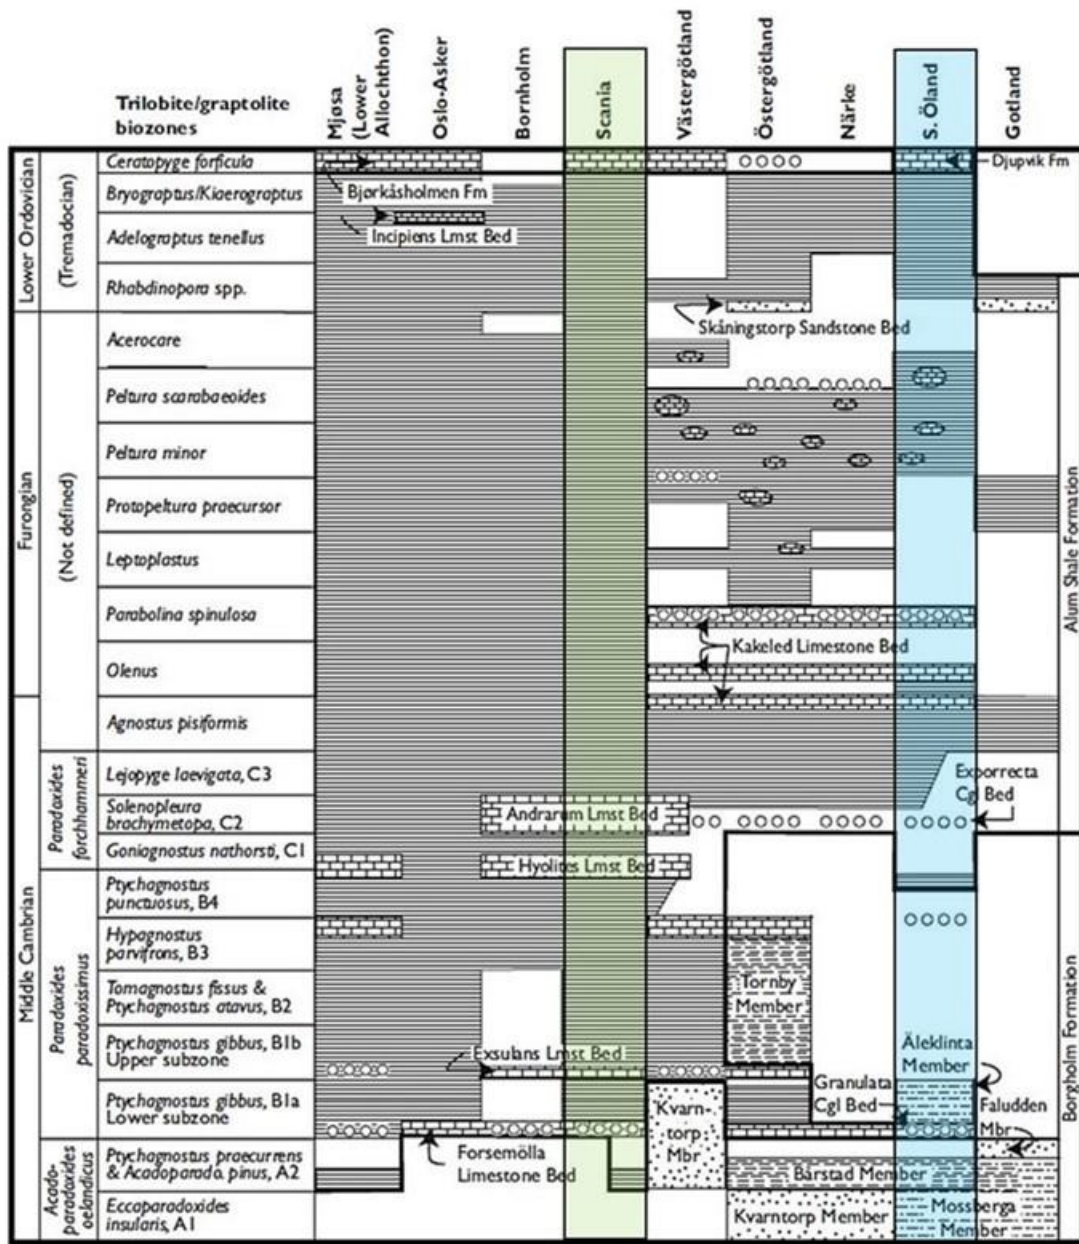 Trilobite/graptolite
biozones
Mjøsa
(Lower
Allochthon)
Oslo-Asker
Bornholm
Scania
Västergötland
Östergötland
Närke
S. Öland
Gotland
Lower Ordovidian
(Tremadocian)
Furongian
(Not defined)
Middle Cambrian
Paradoxides
forchhammeri
Paradoxides
paradoxissimus
Acado-
paradoxides
oelandicus
Ceratopyge forficula
Bryograptus/Kiaerograptus
Adelograptus tenellus
Rhabdinopora spp.
Acerocare
Peltura scarabaeoides
Peltura minor
Protopeltura praecursor
Leptoplastus
Parabolina spinulosa
Olenus
Agnostus pisiformis
Lejopyge laevigata, C3
Solenopleura
brachymetopa, C2
Goniagnostus nathorsti, C1
Ptychagnostus
punctuosus, B4
Hypagnostus
parvifrons, B3
Tomagnostus fissus &
Ptychagnostus atavus, B2
Ptychagnostus gibbus, B1b
Upper subzone
Ptychagnostus gibbus, B1a
Lower subzone
Ptychagnostus praecurrens
& Acadoparado. pinus, A2
Eccaparadoxides
insularis, A1
Djupvik Fm
Bjørkåsholmen Fm
Incipiens Lmst Bed
Skåningstorp Sandstone Bed
Kakeled Limestone Bed
Exporrecta
Cgl Bed
Andrarum Lmst Bed
Hyolites Lmst Bed
Tornby
Member
Exsulans Lmst Bed
Äleklinta
Member
Granulata
Cgl Bed
Faludden
Mbr
Kvarn-
torp
Mbr
Forsemölla
Limestone Bed
Bårstad Member
Kvarntorp Member
Mossberga
Member
Alum Shale Formation
Borgholm Formation